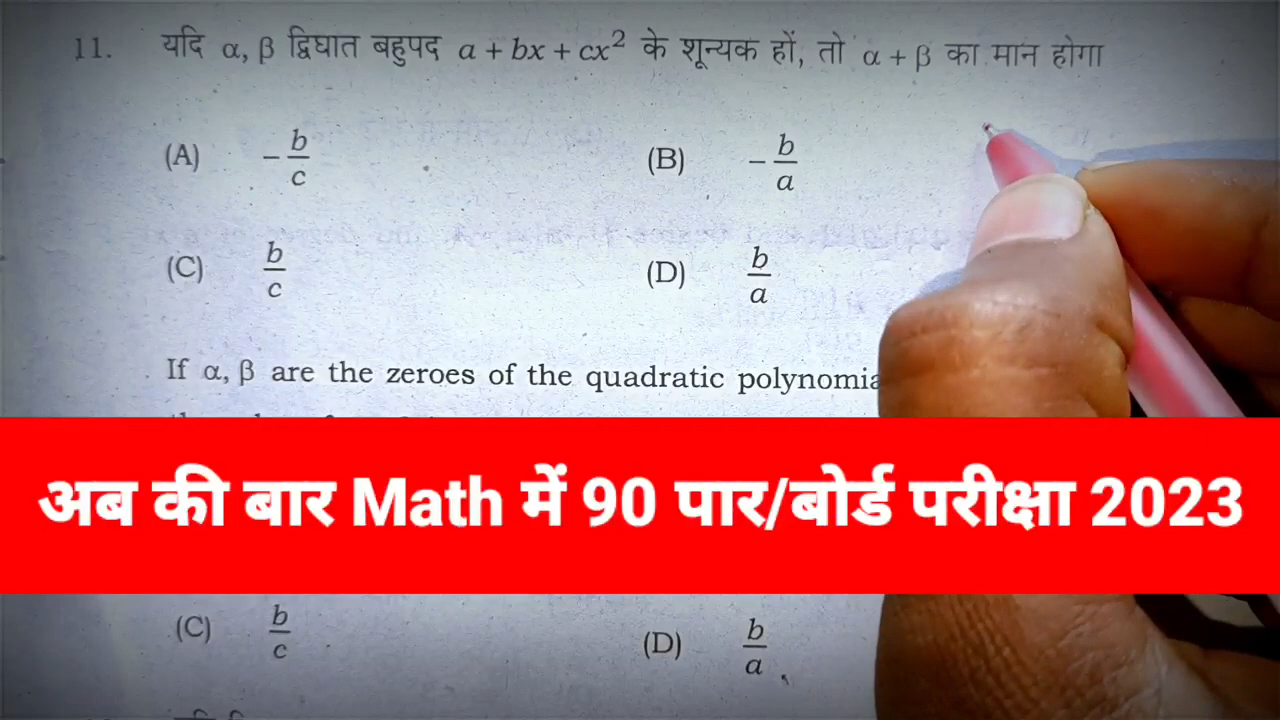 11. यदि α, β द्विघात बहुपद a + bx + cx² के शून्यक हों, तो α + β का मान होगा
(A) −b/c (B) −b/a
(C) b/c (D) b/a
If α, β are the zeroes of the quadratic
अब की बार Math में 90 पार/बोर्ड परीक्षा 2023
(C) b/c (D) b/a